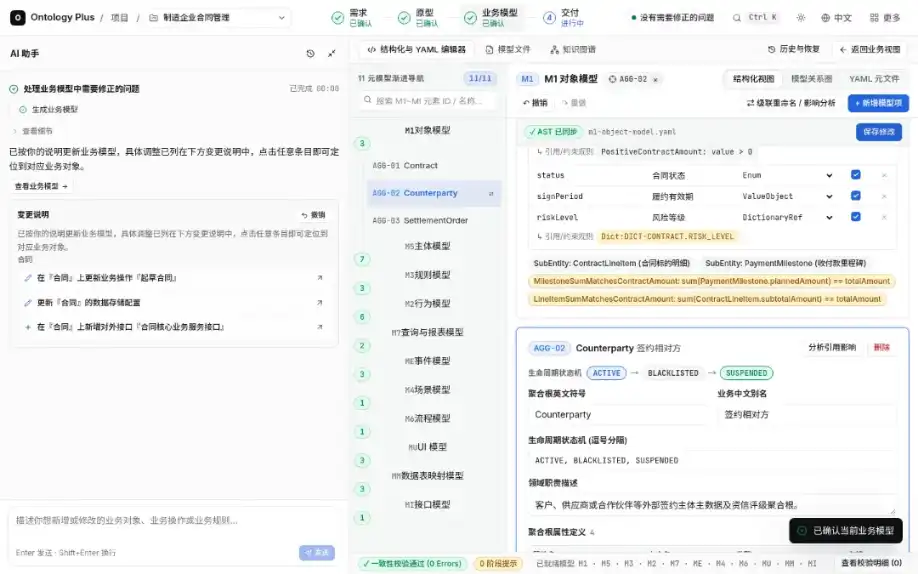 Ontology Plus / 项目 / 制造企业合同管理
需求 已确认
原型 已确认
业务模型 已确认
4 交付 进行中
没有需要修正的问题
Ctrl K
中文
更多
AI 助手
处理业务模型中需要修正的问题 已完成 00:00
生成业务模型
查看细节
已按你的说明更新业务模型，具体调整已列在下方变更说明中，点击任意条目即可定位到对应业务对象。
查看业务模型 →
变更说明 撤销
已按你的说明更新业务模型，具体调整已列在下方变更说明中，点击任意条目即可定位到对应业务对象。
合同
在『合同』上更新业务操作『起草合同』
更新『合同』的数据存储配置
+ 在『合同』上新增对外接口『合同核心业务服务接口』
描述你想新增或修改的业务对象、业务操作或业务规则...
Enter 发送 · Shift+Enter 换行
发送
结构化与 YAML 编辑器
模型文件
知识图谱
历史与恢复
← 返回业务视图
11 元模型渐进导航 11/11
搜索 M1~MI 元素 ID / 名称...
M1对象模型
3
AGG-01 Contract
AGG-02 Counterparty
AGG-03 SettlementOrder
M5主体模型
7
M3规则模型
3
M2行为模型
6
M7查询与报表模型
2
ME事件模型
3
M4场景模型
1
M6流程模型
1
MUUI 模型
3
MM数据表映射模型
3
MI接口模型
1
M1 M1 对象模型 AGG-02 ×
结构化视图 模型关系图 YAML 元文件
撤销 重做
级联重命名 / 影响分析
+ 新增模型项
✓ AST 已同步 m1-object-model.yaml
保存修改
↳ 引用/约束规则 PositiveContractAmount: value > 0
status 合同状态 Enum ×
signPeriod 履约有效期 ValueObject ×
riskLevel 风险等级 DictionaryRef ×
↳ 引用/约束规则 Dict:DICT-CONTRACT.RISK_LEVEL
SubEntity: ContractLineItem (合同标的明细) SubEntity: PaymentMilestone (收付款里程碑)
MilestoneSumMatchesContractAmount: sum(PaymentMilestone.plannedAmount) == totalAmount
LineItemSumMatchesContractAmount: sum(ContractLineItem.subtotalAmount) == totalAmount
AGG-02 Counterparty 签约相对方 分析引用影响 删除
生命周期状态机 ACTIVE → BLACKLISTED → SUSPENDED
聚合根英文符号 业务中文别名
Counterparty 签约相对方
生命周期状态机 (逗号分隔)
ACTIVE, BLACKLISTED, SUSPENDED
领域职责描述
客户、供应商或合作伙伴等外部签约主体主数据及资信评级聚合根。
聚合根属性定义 4
已确认当前业务模型
✓ 一致性校验通过 (0 Errors)
0 阶段提示
已就绪模型 M1 · M5 · M3 · M2 · M7 · ME · M4 · M6 · MU · MM · MI
查看校验明细 (0)